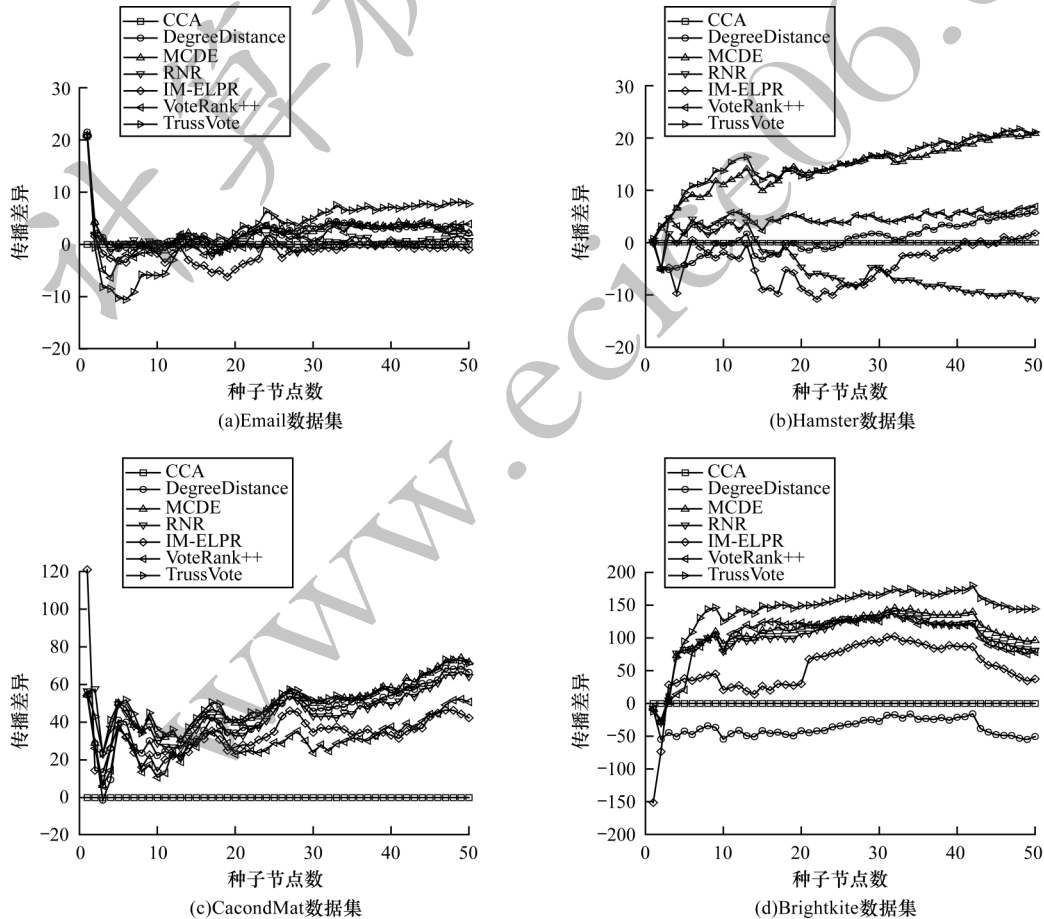 CCA
DegreeDistance
MCDE
RNR
IM-ELPR
VoteRank++
TrussVote
30
20
10
0
−10
−20
传播差异
0 10 20 30 40 50
种子节点数
(a)Email数据集
CCA
DegreeDistance
MCDE
RNR
IM-ELPR
VoteRank++
TrussVote
30
20
10
0
−10
−20
传播差异
0 10 20 30 40 50
种子节点数
(b)Hamster数据集
CCA
DegreeDistance
MCDE
RNR
IM-ELPR
VoteRank++
TrussVote
120
100
80
60
40
20
0
−20
传播差异
0 10 20 30 40 50
种子节点数
(c)CacondMat数据集
CCA
DegreeDistance
MCDE
RNR
IM-ELPR
VoteRank++
TrussVote
200
150
100
50
0
−50
−100
−150
−200
传播差异
0 10 20 30 40 50
种子节点数
(d)Brightkite数据集
www.ecice06.c